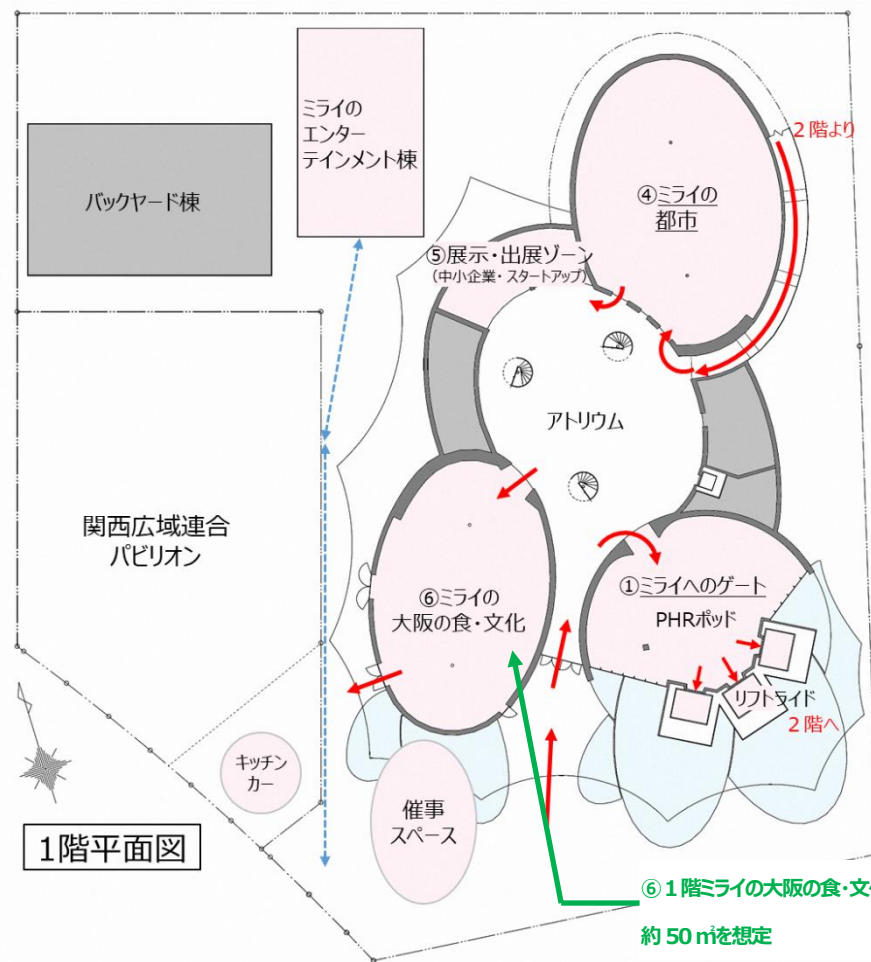 ミライの
エンター
テインメント棟
バックヤード棟
2階より
④ミライの
都市
⑤展示・出展ゾーン
(中小企業・スタートアップ)
アトリウム
関西広域連合
パビリオン
⑥ミライの
大阪の食・文化
①ミライへのゲート
PHRポッド
リフトライド
2階へ
キッチン
カー
催事
スペース
1階平面図
⑥1階ミライの大阪の食・文
約50㎡を想定